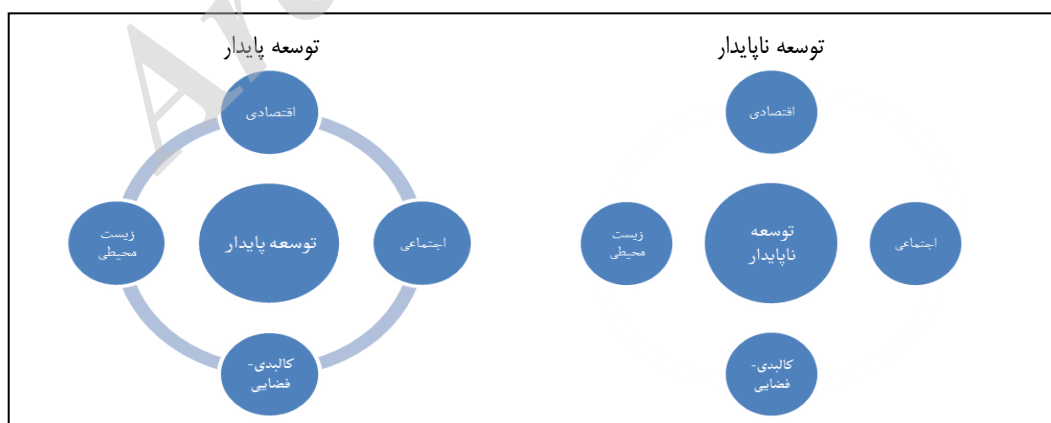 توسعه پایدار
اقتصادی
زیست
محیطی
توسعه پایدار
اجتماعی
کالبدی-
فضایی
توسعه ناپایدار
اقتصادی
زیست
محیطی
توسعه
ناپایدار
اجتماعی
کالبدی-
فضایی